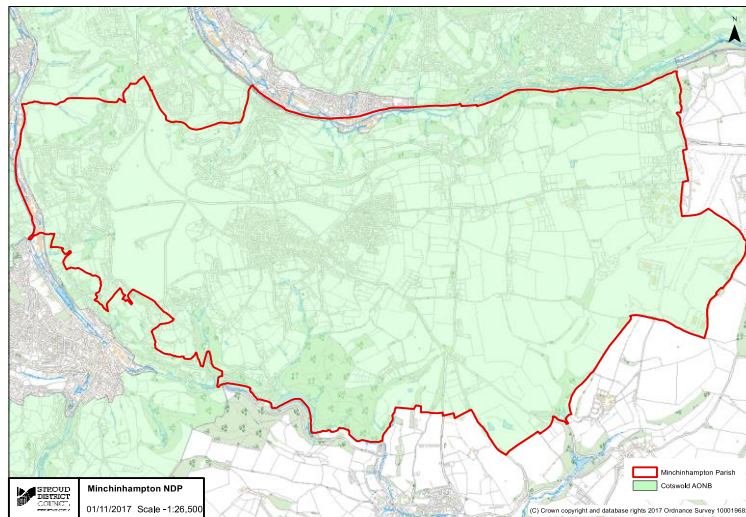 N
Minchinhampton Parish
Cotswold AONB
STROUD
DISTRICT
COUNCIL
Minchinhampton NDP
01/11/2017 Scale -1:26,500
(C) Crown copyright and database rights 2017 Ordnance Survey 1000196